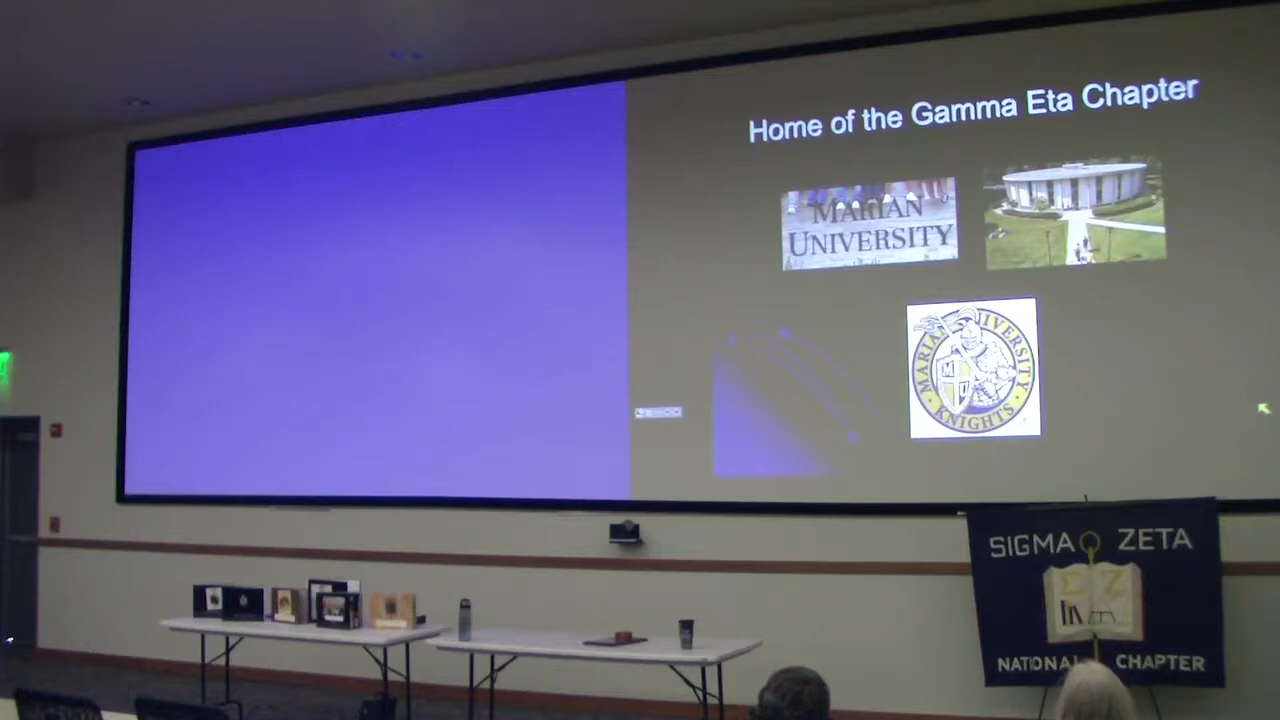 Home of the Gamma Eta Chapter
MARIAN
UNIVERSITY
MARIAN UNIVERSITY
M U
KNIGHTS
SIGMA ZETA
Σ Ζ
NATIONAL CHAPTER